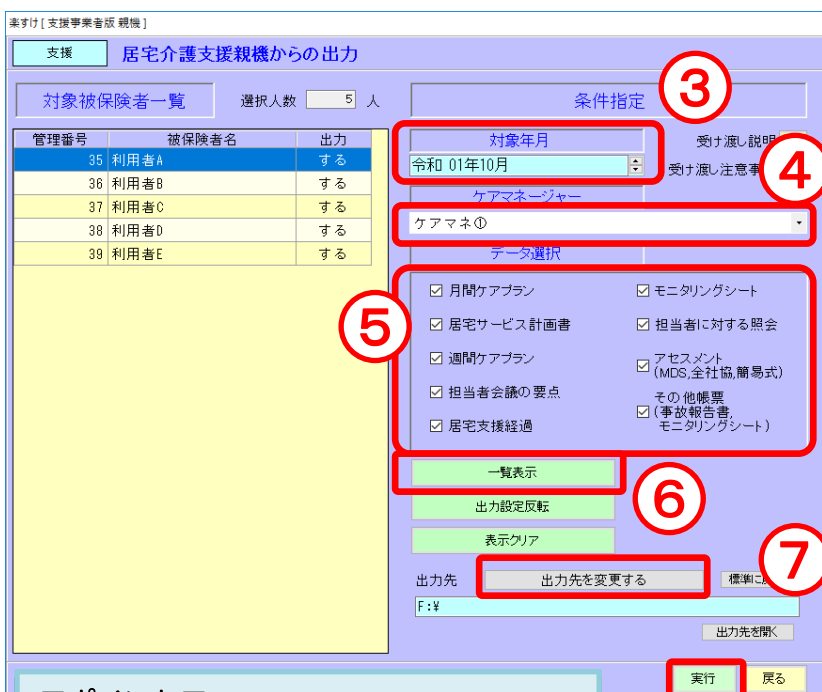 楽すけ [ 支援事業者版 親機 ]
支援 居宅介護支援親機からの出力
対象被保険者一覧 選択人数 5 人 条件指定 ③
管理番号 被保険者名 出力
35 利用者A する
36 利用者B する
37 利用者C する
38 利用者D する
39 利用者E する
対象年月 受け渡し説明
令和 01年10月 受け渡し注意事 ④
ケアマネージャー
ケアマネ①
データ選択
⑤
月間ケアプラン モニタリングシート
居宅サービス計画書 担当者に対する照会
週間ケアプラン アセスメント
(MDS,全社協,簡易式)
担当者会議の要点 その他帳票
(事故報告書,
居宅支援経過 モニタリングシート)
一覧表示
⑥
出力設定反転
表示クリア
⑦
出力先 出力先を変更する 標準に
F:¥
出力先を開く
実行 戻る